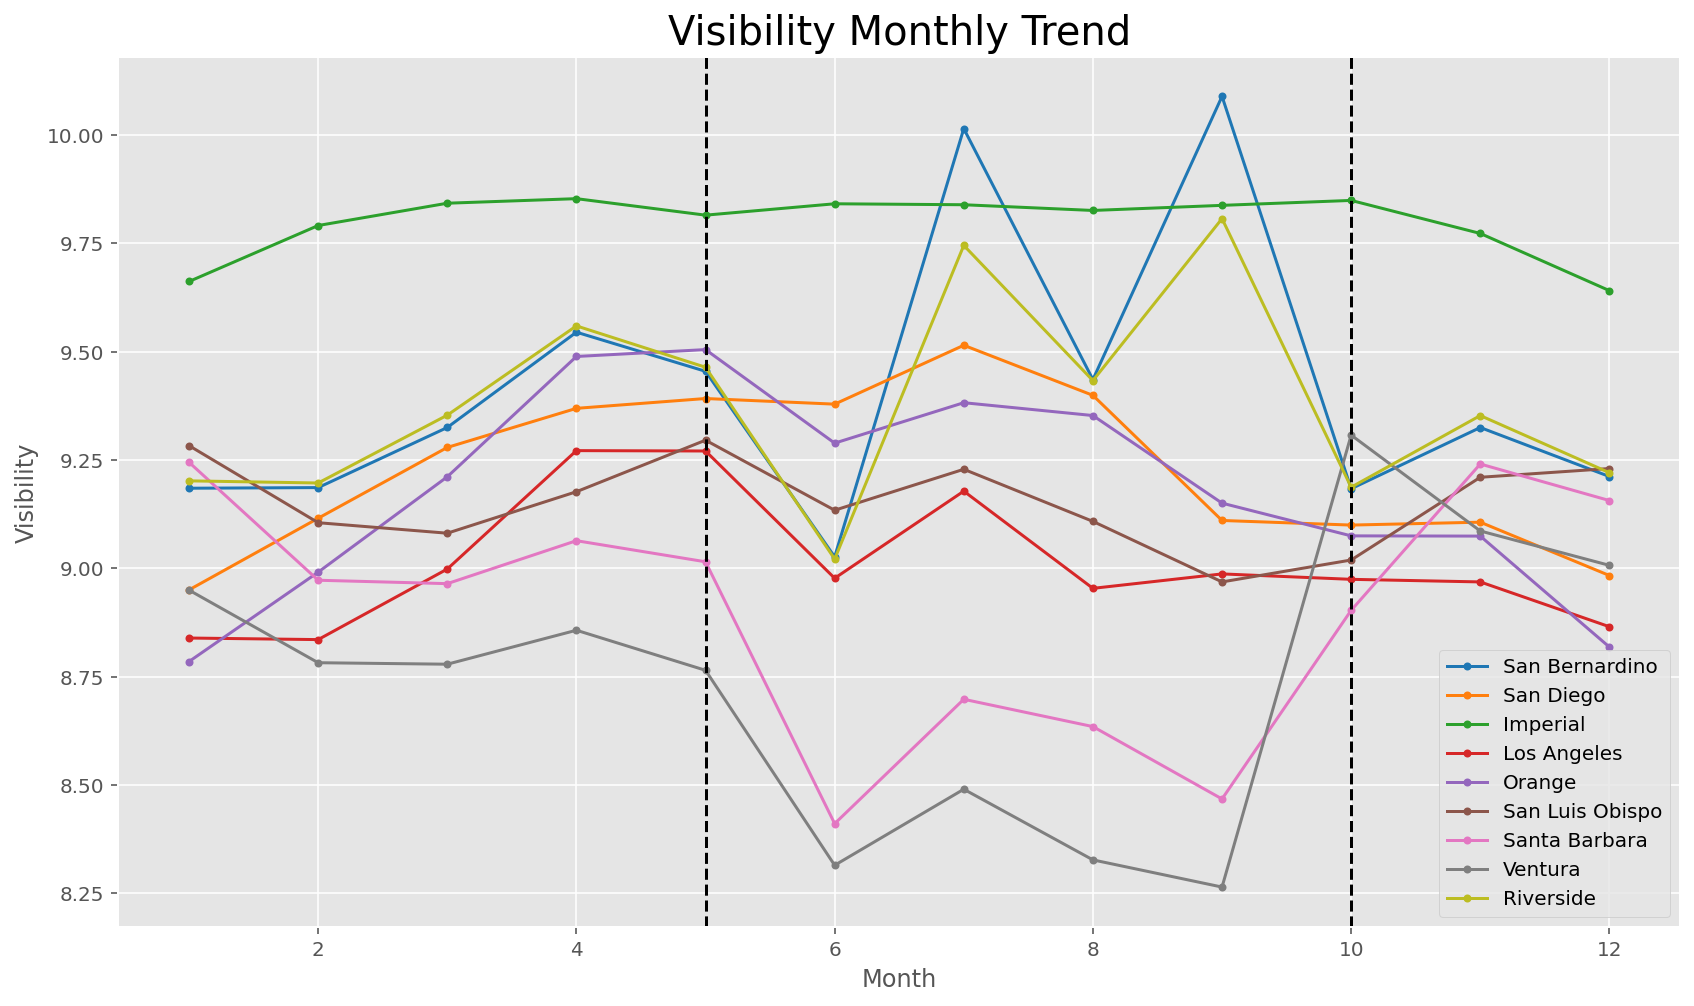 Visibility Monthly Trend
Visibility
10.00
9.75
9.50
9.25
9.00
8.75
8.50
8.25
2
4
6
8
10
12
Month
San Bernardino
San Diego
Imperial
Los Angeles
Orange
San Luis Obispo
Santa Barbara
Ventura
Riverside